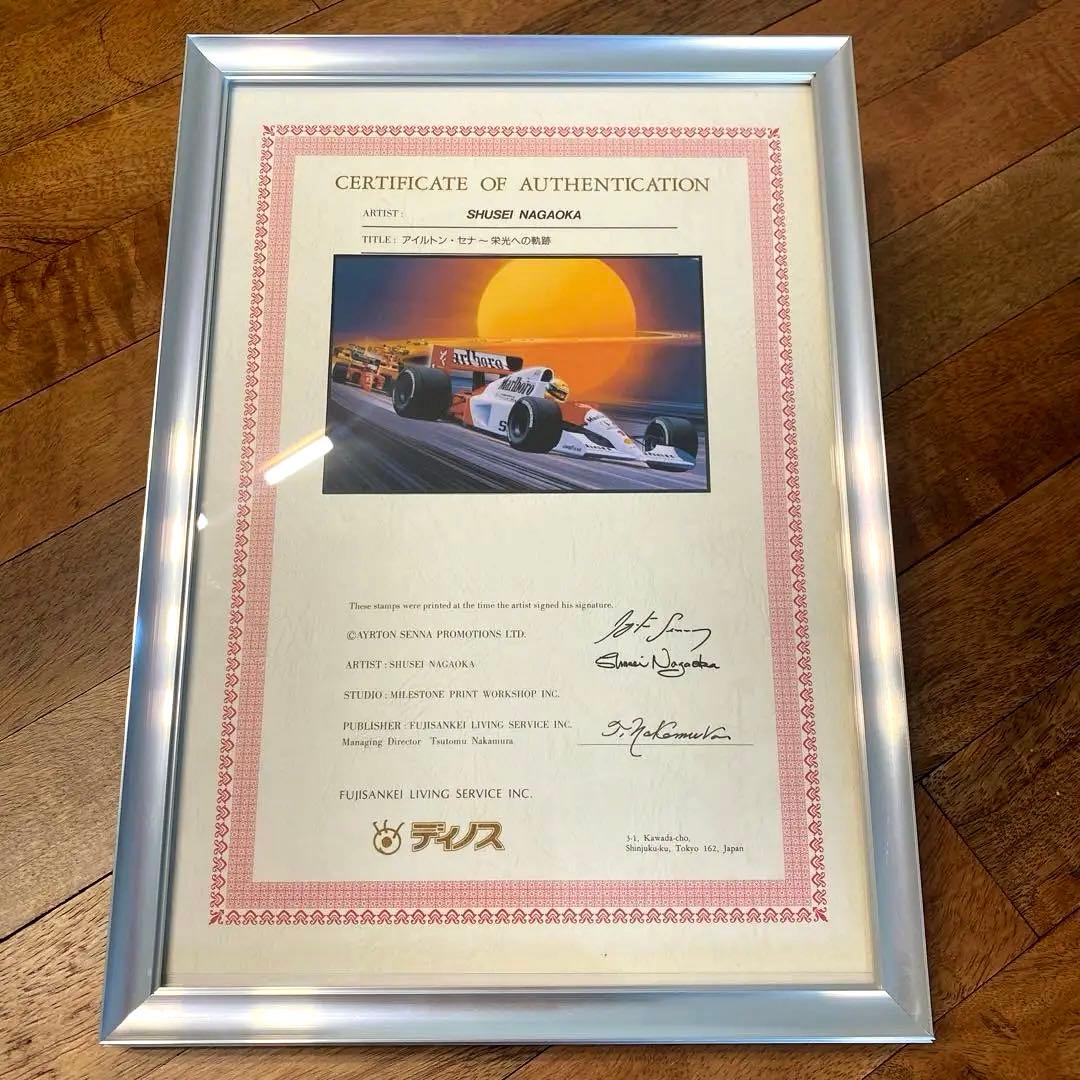 CERTIFICATE OF AUTHENTICATION
ARTIST : SHUSEI NAGAOKA
TITLE : アイルトン・セナ ～ 栄光への軌跡
arlboro
Marlboro
These stamps were printed at the time the artist signed his signature.
©AYRTON SENNA PROMOTIONS LTD.
ARTIST : SHUSEI NAGAOKA
Shusei Nagaoka
STUDIO : MILESTONE PRINT WORKSHOP INC.
PUBLISHER : FUJISANKEI LIVING SERVICE INC.
Managing Director Tsutomu Nakamura
T. Nakamura
FUJISANKEI LIVING SERVICE INC.
ディノス
3-1, Kawada-cho,
Shinjuku-ku, Tokyo 162, Japan